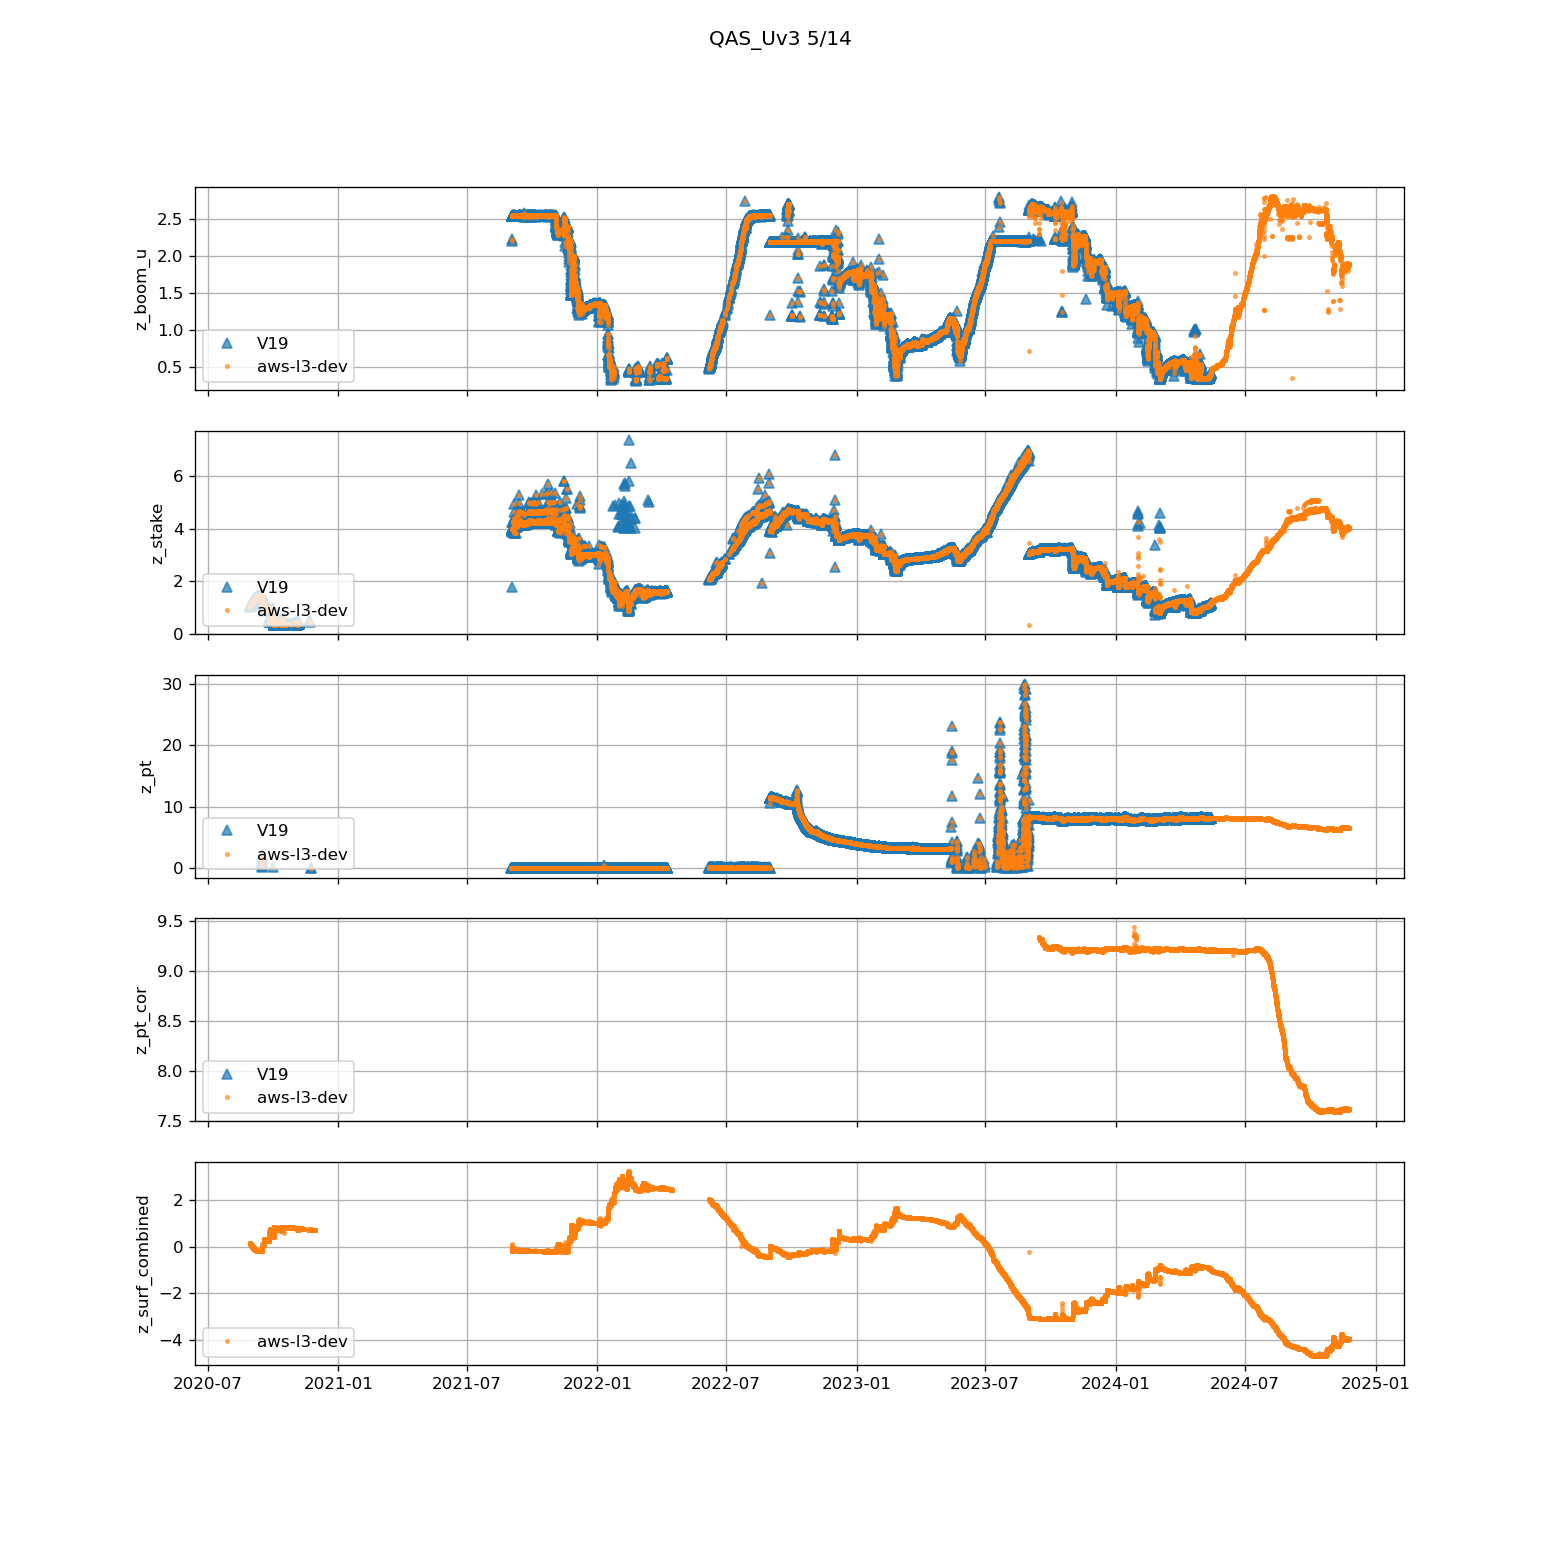 QAS_Uv3 5/14
z_boom_u
2.5
2.0
1.5
1.0
0.5
V19
aws-l3-dev
z_stake
6
4
2
0
V19
aws-l3-dev
z_pt
30
20
10
0
V19
aws-l3-dev
z_pt_cor
9.5
9.0
8.5
8.0
7.5
V19
aws-l3-dev
z_surf_combined
2
0
−2
−4
aws-l3-dev
2020-07 2021-01 2021-07 2022-01 2022-07 2023-01 2023-07 2024-01 2024-07 2025-01